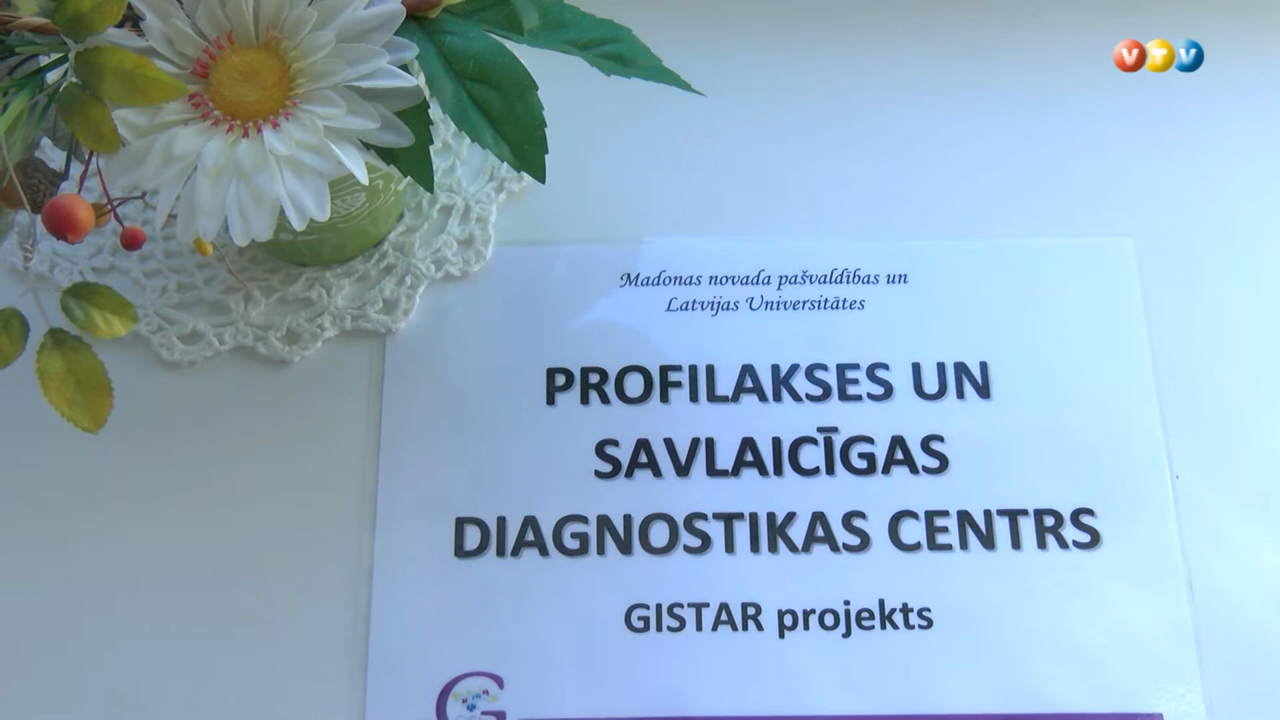 VTV
Madonas novada pašvaldības un
Latvijas Universitātes
PROFILAKSES UN
SAVLAICĪGAS
DIAGNOSTIKAS CENTRS
GISTAR projekts
G